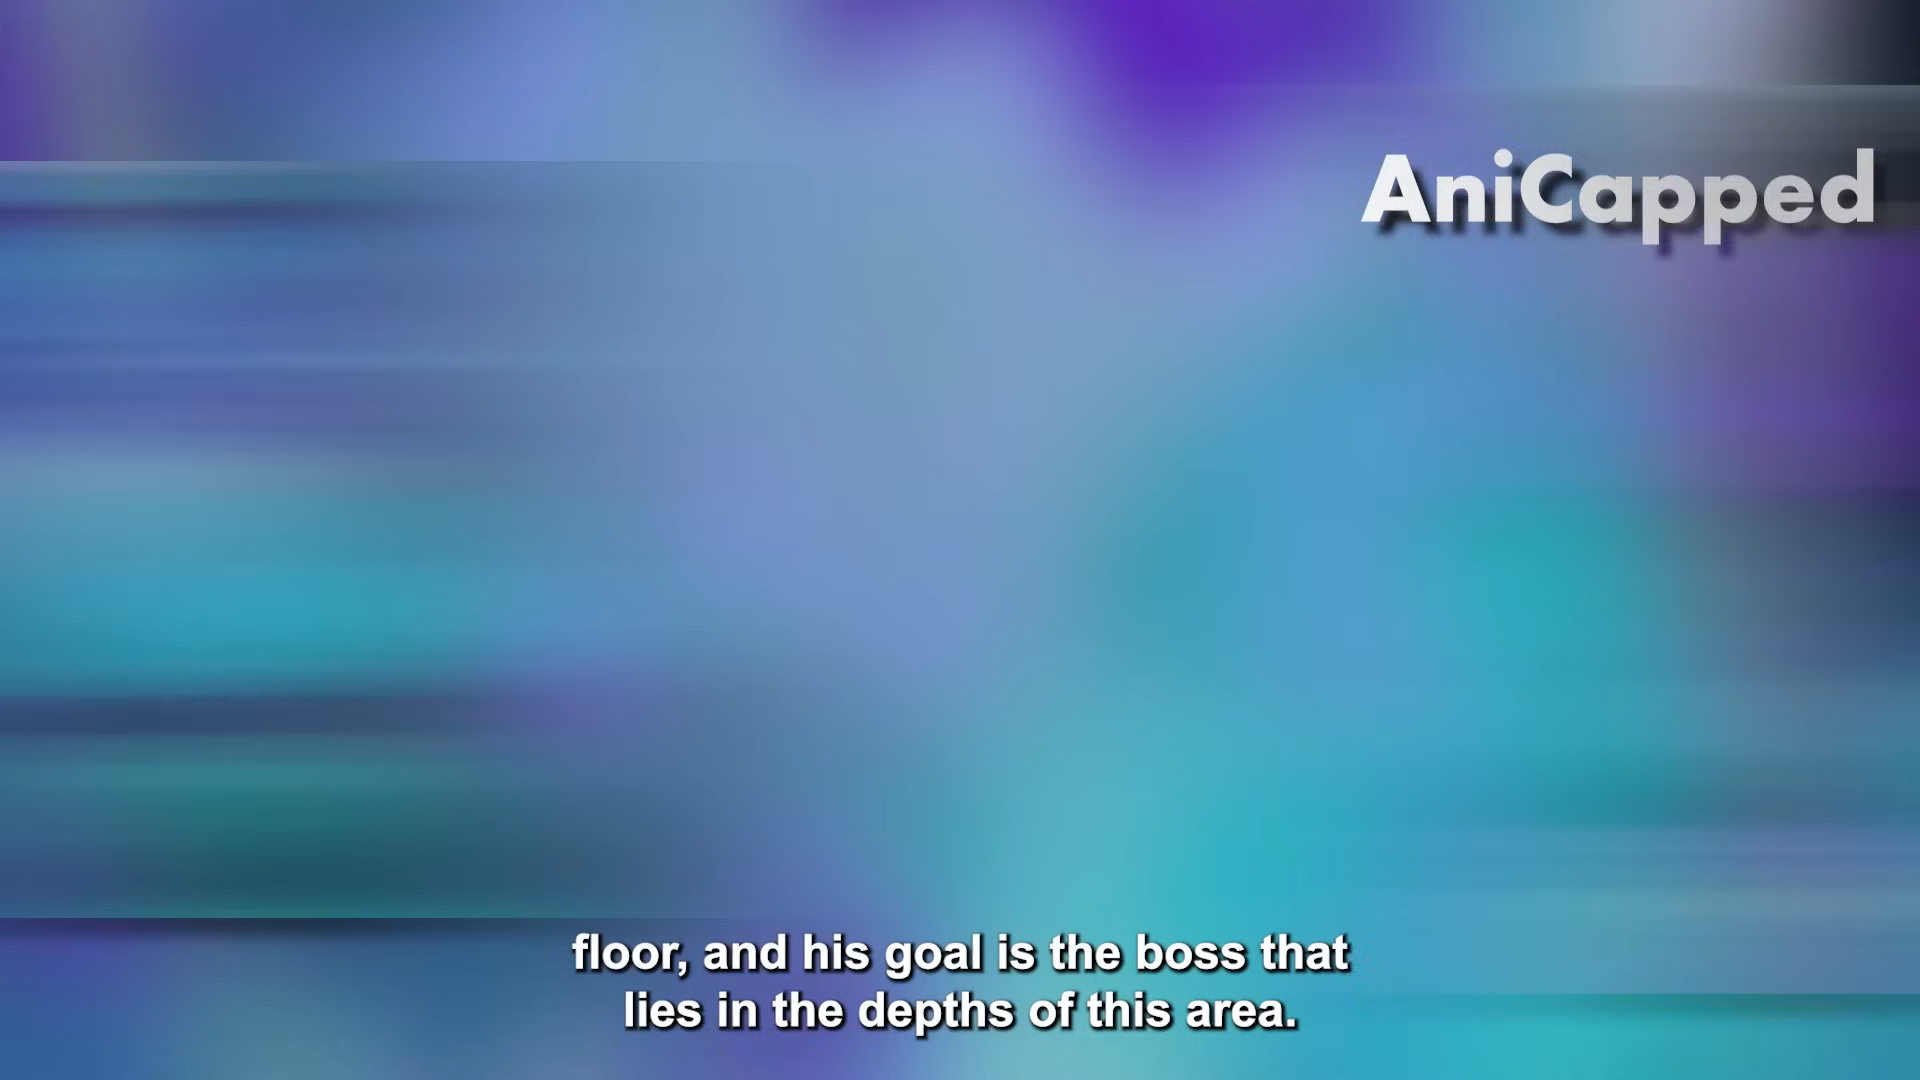 AniCapped
floor, and his goal is the boss that
lies in the depths of this area.